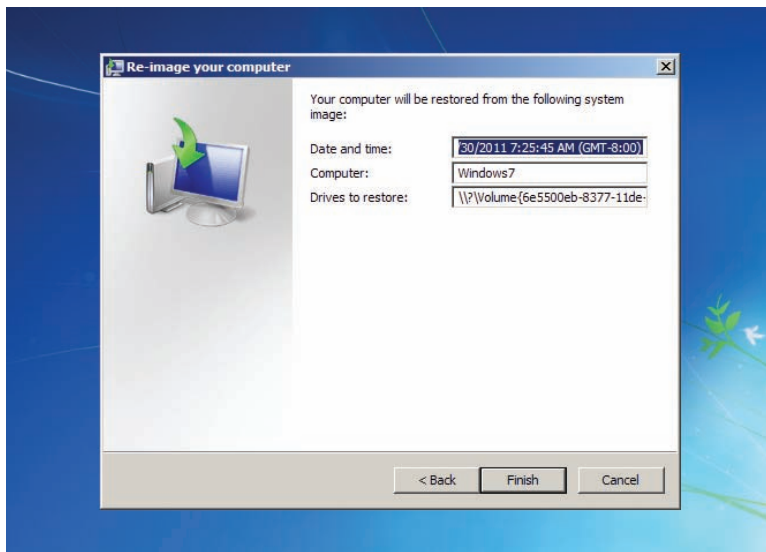 Re-image your computer
Your computer will be restored from the following system
image:
Date and time: /30/2011 7:25:45 AM (GMT-8:00)
Computer: Windows7
Drives to restore: \\?\Volume{6e5500eb-8377-11de-
< Back Finish Cancel